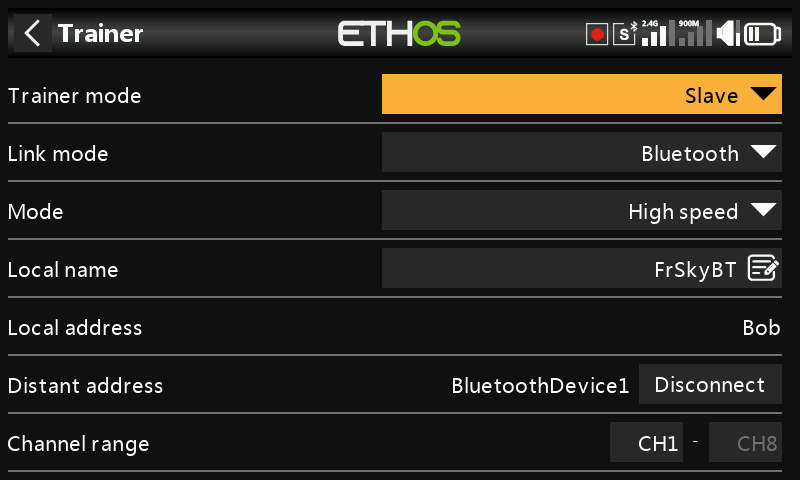 Trainer ETHOS S 2.4G 900M
Trainer mode Slave
Link mode Bluetooth
Mode High speed
Local name FrSkyBT
Local address Bob
Distant address BluetoothDevice1 Disconnect
Channel range CH1 - CH8